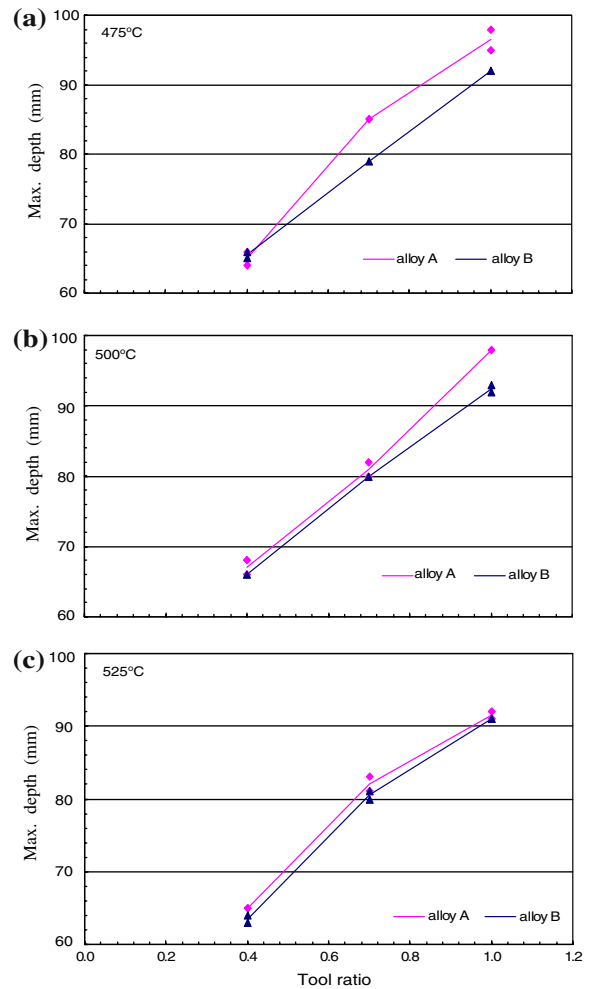 (a)
475°C
100
90
80
70
60
Max. depth (mm)
alloy A
alloy B
(b)
500°C
100
90
80
70
60
Max. depth (mm)
alloy A
alloy B
(c)
525°C
100
90
80
70
60
Max. depth (mm)
alloy A
alloy B
0.0 0.2 0.4 0.6 0.8 1.0 1.2
Tool ratio